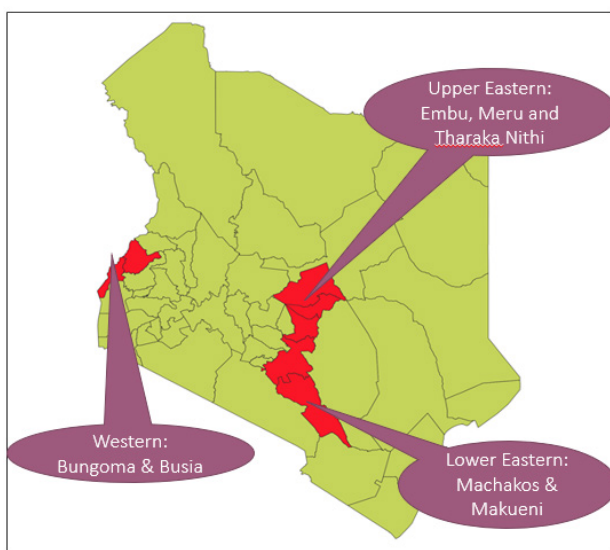 Upper Eastern:
Embu, Meru and
Tharaka Nithi
Western:
Bungoma & Busia
Lower Eastern:
Machakos &
Makueni